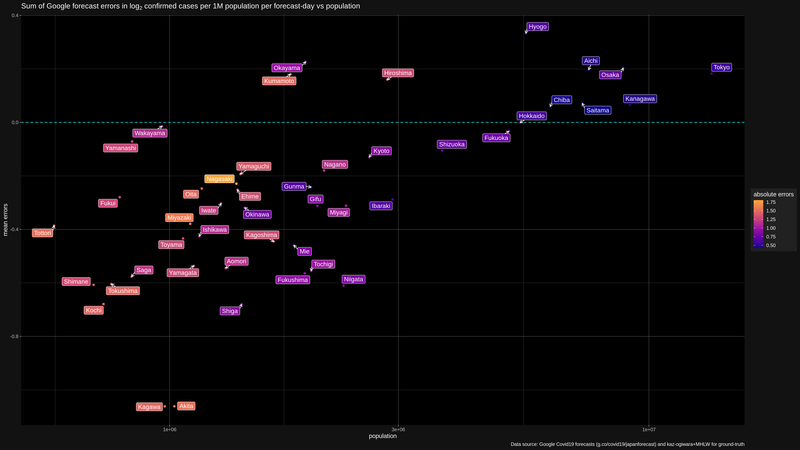 Sum of Google forecast errors in log2 confirmed cases per 1M population per forecast-day vs population
0.4
Hyogo
Aichi
Okayama
Tokyo
Osaka
Hiroshima
Kumamoto
Chiba
Kanagawa
Saitama
Hokkaido
0.0
Wakayama
Fukuoka
Yamanashi
Shizuoka
Kyoto
Yamaguchi
Nagano
Nagasaki
Gunma
absolute errors
Oita
Ehime
1.75
Gifu
Fukui
1.50
Ibaraki
Iwate
Miyagi
1.25
Okinawa
Miyazaki
1.00
Ishikawa
mean errors
0.75
Tottori
-0.4
Kagoshima
0.50
Toyama
Mie
Aomori
Tochigi
Saga
Yamagata
Shimane
Fukushima
Niigata
Tokushima
Kochi
Shiga
-0.8
Kagawa
Akita
1e+06
3e+06
1e+07
population
Data source: Google Covid19 forecasts (g.co/covid19/japanforecast) and kaz-ogiwara+MHLW for ground-truth